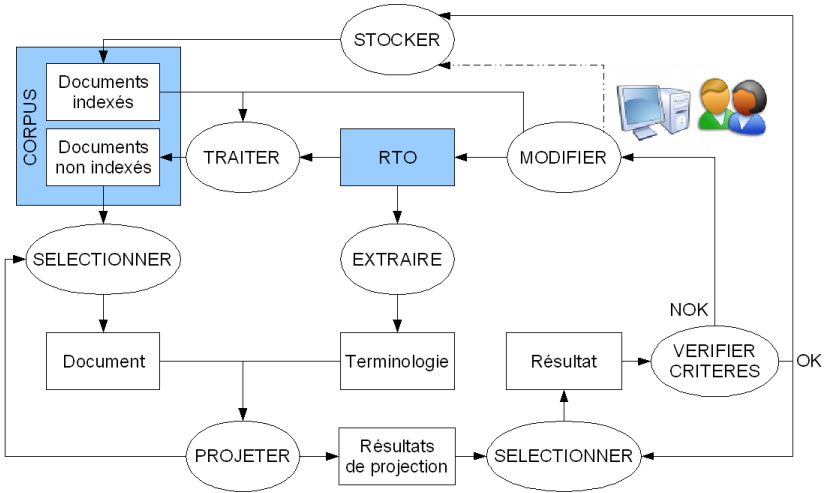 STOCKER
CORPUS
Documents
indexés
Documents
non indexés
TRAITER
RTO
MODIFIER
SELECTIONNER
EXTRAIRE
NOK
Document
Terminologie
Résultat
VERIFIER
CRITERES
OK
PROJETER
Résultats
de projection
SELECTIONNER